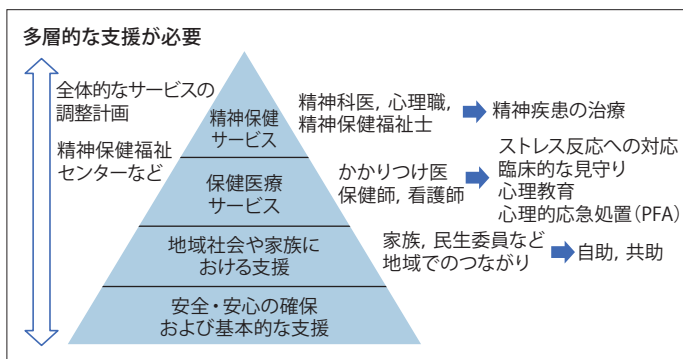 多層的な支援が必要
全体的なサービスの
調整計画
精神保健福祉
センターなど
精神保健
サービス
精神科医，心理職，
精神保健福祉士
精神疾患の治療
保健医療
サービス
かかりつけ医
保健師，看護師
ストレス反応への対応
臨床的な見守り
心理教育
心理的応急処置（PFA）
地域社会や家族に
おける支援
家族，民生委員など
地域でのつながり
自助，共助
安全・安心の確保
および基本的な支援